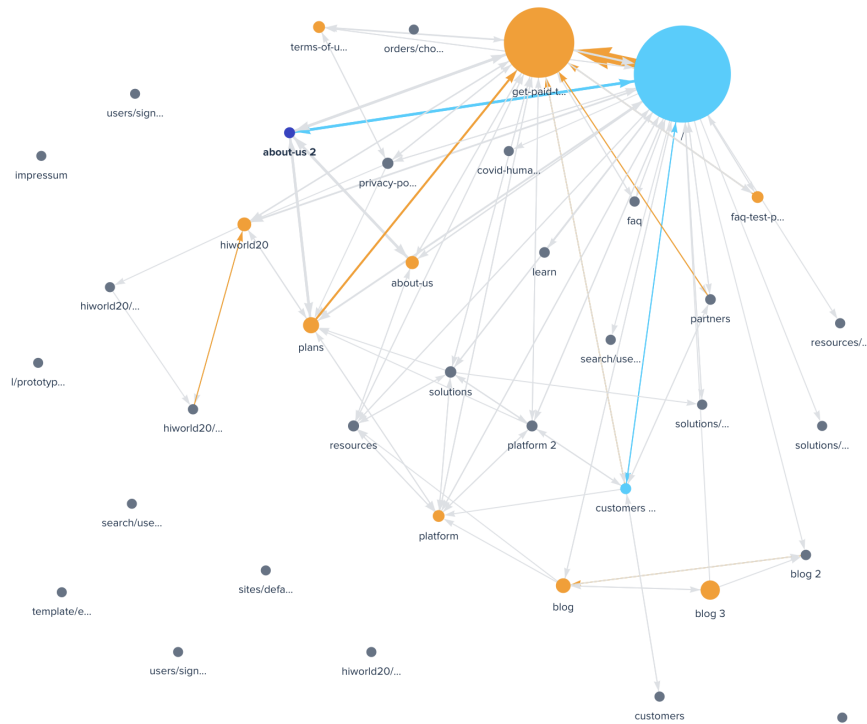 terms-of-u...
orders/cho...
get-paid-t...
/
users/sign...
about-us 2
impressum
privacy-po...
covid-huma...
faq
faq-test-p...
hiworld20
about-us
learn
hiworld20/...
partners
plans
search/use...
resources/...
l/prototyp...
solutions
hiworld20/...
resources
platform 2
solutions/...
solutions/...
search/use...
customers ...
platform
blog 2
sites/defa...
template/e...
blog
blog 3
users/sign...
hiworld20/...
customers